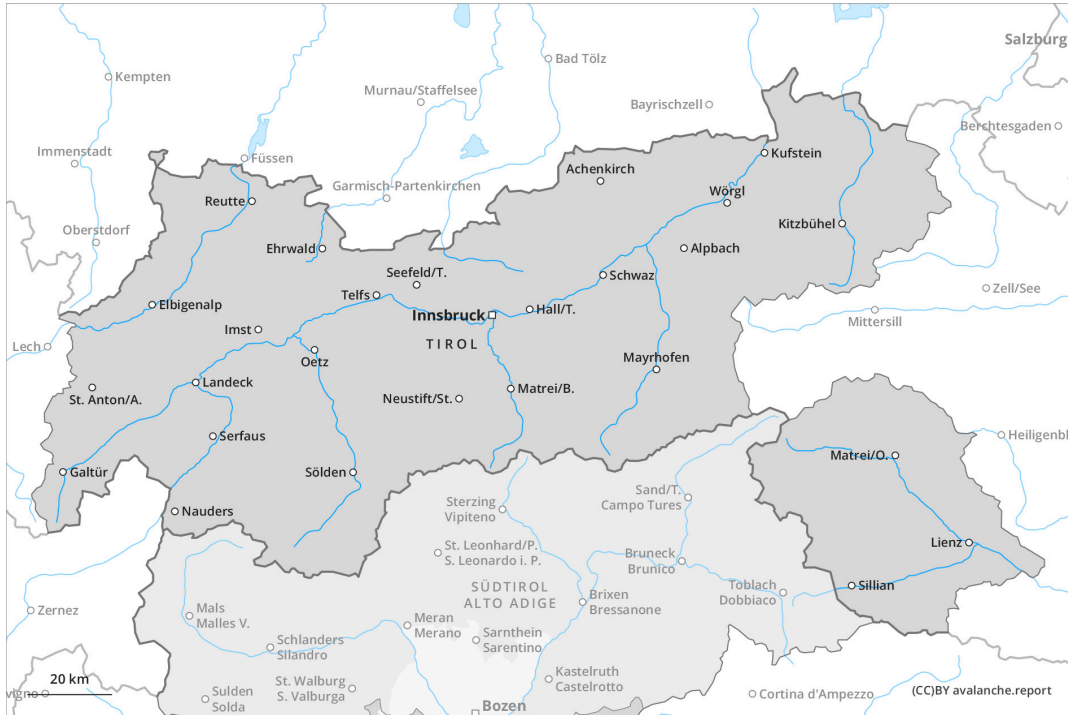 Salzburg
Bad Tölz
Kempten
Murnau/Staffelsee
Bayrischzell
Berchtesgaden
Immenstadt
Füssen
Kufstein
Achenkirch
Garmisch-Partenkirchen
Reutte
Wörgl
Oberstdorf
Kitzbühel
Ehrwald
Alpbach
Seefeld/T.
Schwaz
Zell/See
Telfs
Elbigenalp
Hall/T.
Innsbruck
Mittersill
Imst
TIROL
Lech
Oetz
Mayrhofen
Landeck
Matrei/B.
St. Anton/A.
Neustift/St.
Serfaus
Heiligenbl
Matrei/O.
Galtür
Sölden
Sand/T.
Campo Tures
Sterzing
Vipiteno
Nauders
Lienz
St. Leonhard/P.
S. Leonardo i. P.
Bruneck
Brunico
SÜDTIROL
ALTO ADIGE
Toblach
Dobbiaco
Sillian
Brixen
Bressanone
Zernez
Mals
Malles V.
Meran
Merano
Sarnthein
Sarentino
Schlanders
Silandro
20 km
St. Walburg
S. Valburga
Kastelruth
Castelrotto
vigno
Sulden
Solda
Cortina d'Ampezzo
(CC)BY avalanche.report
Bozen